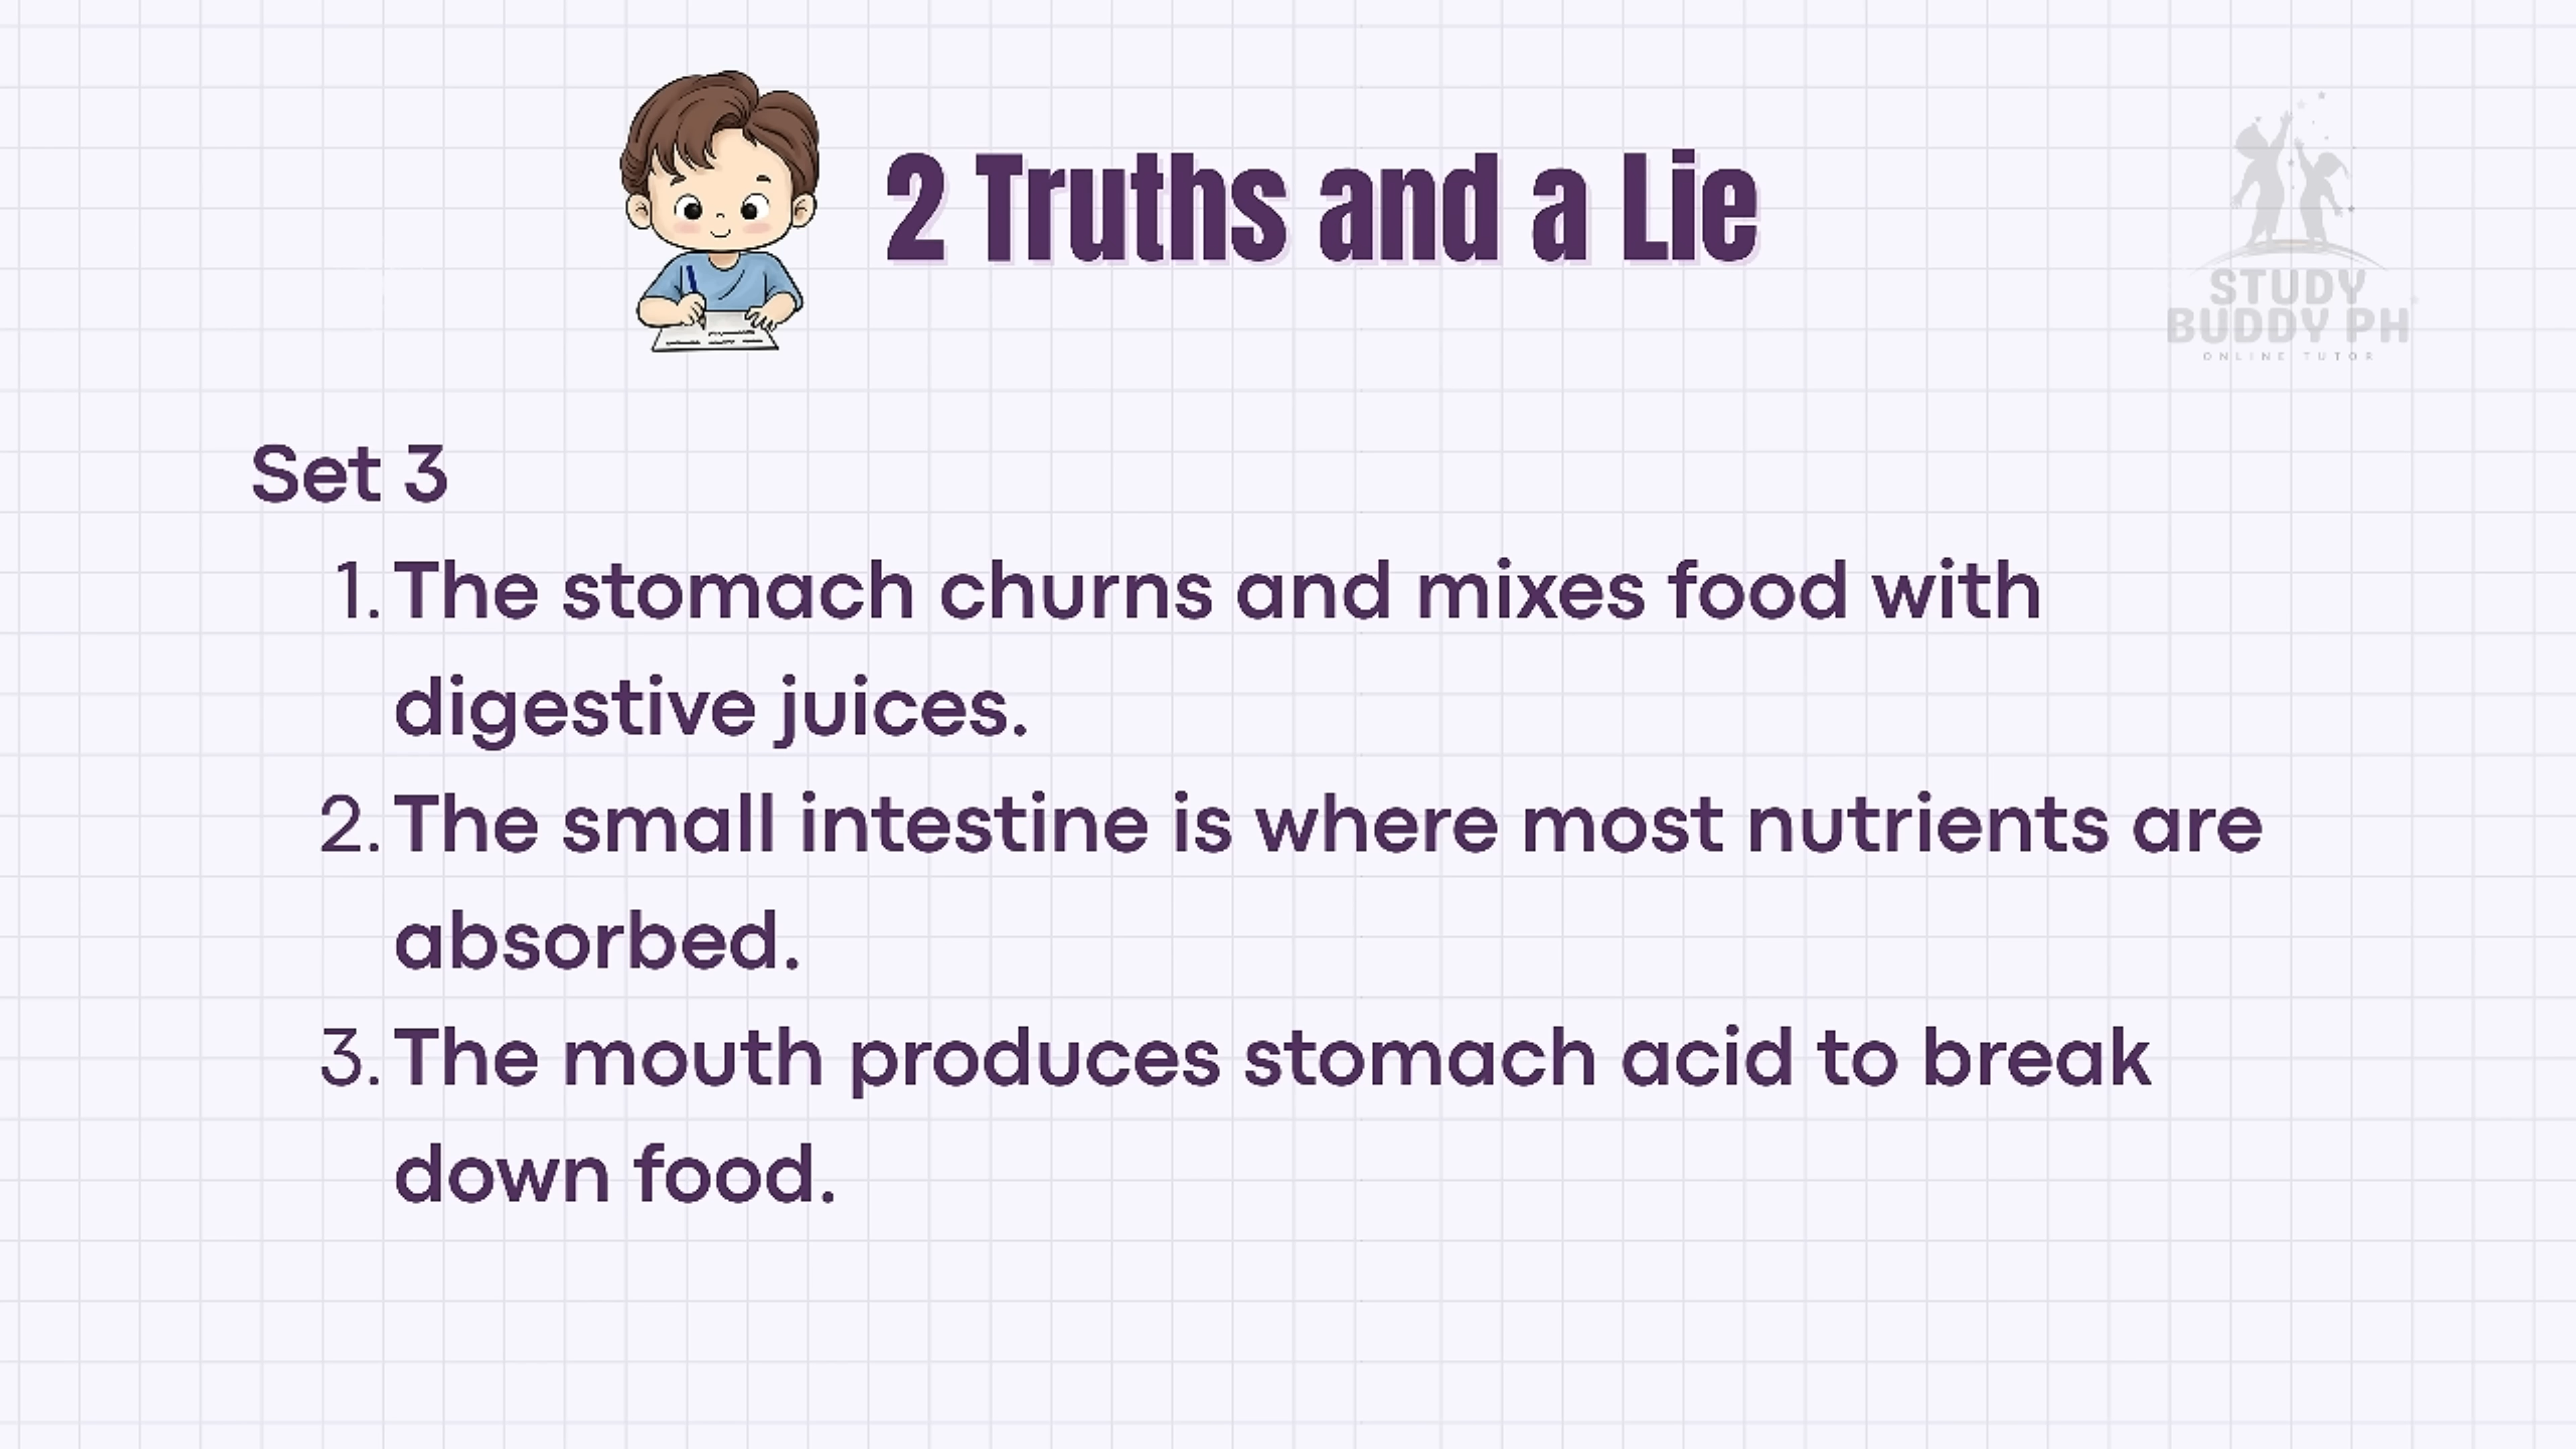 2 Truths and a Lie
STUDY
BUDDY PH
ONLINE TUTOR
Set 3
1. The stomach churns and mixes food with
digestive juices.
2. The small intestine is where most nutrients are
absorbed.
3. The mouth produces stomach acid to break
down food.